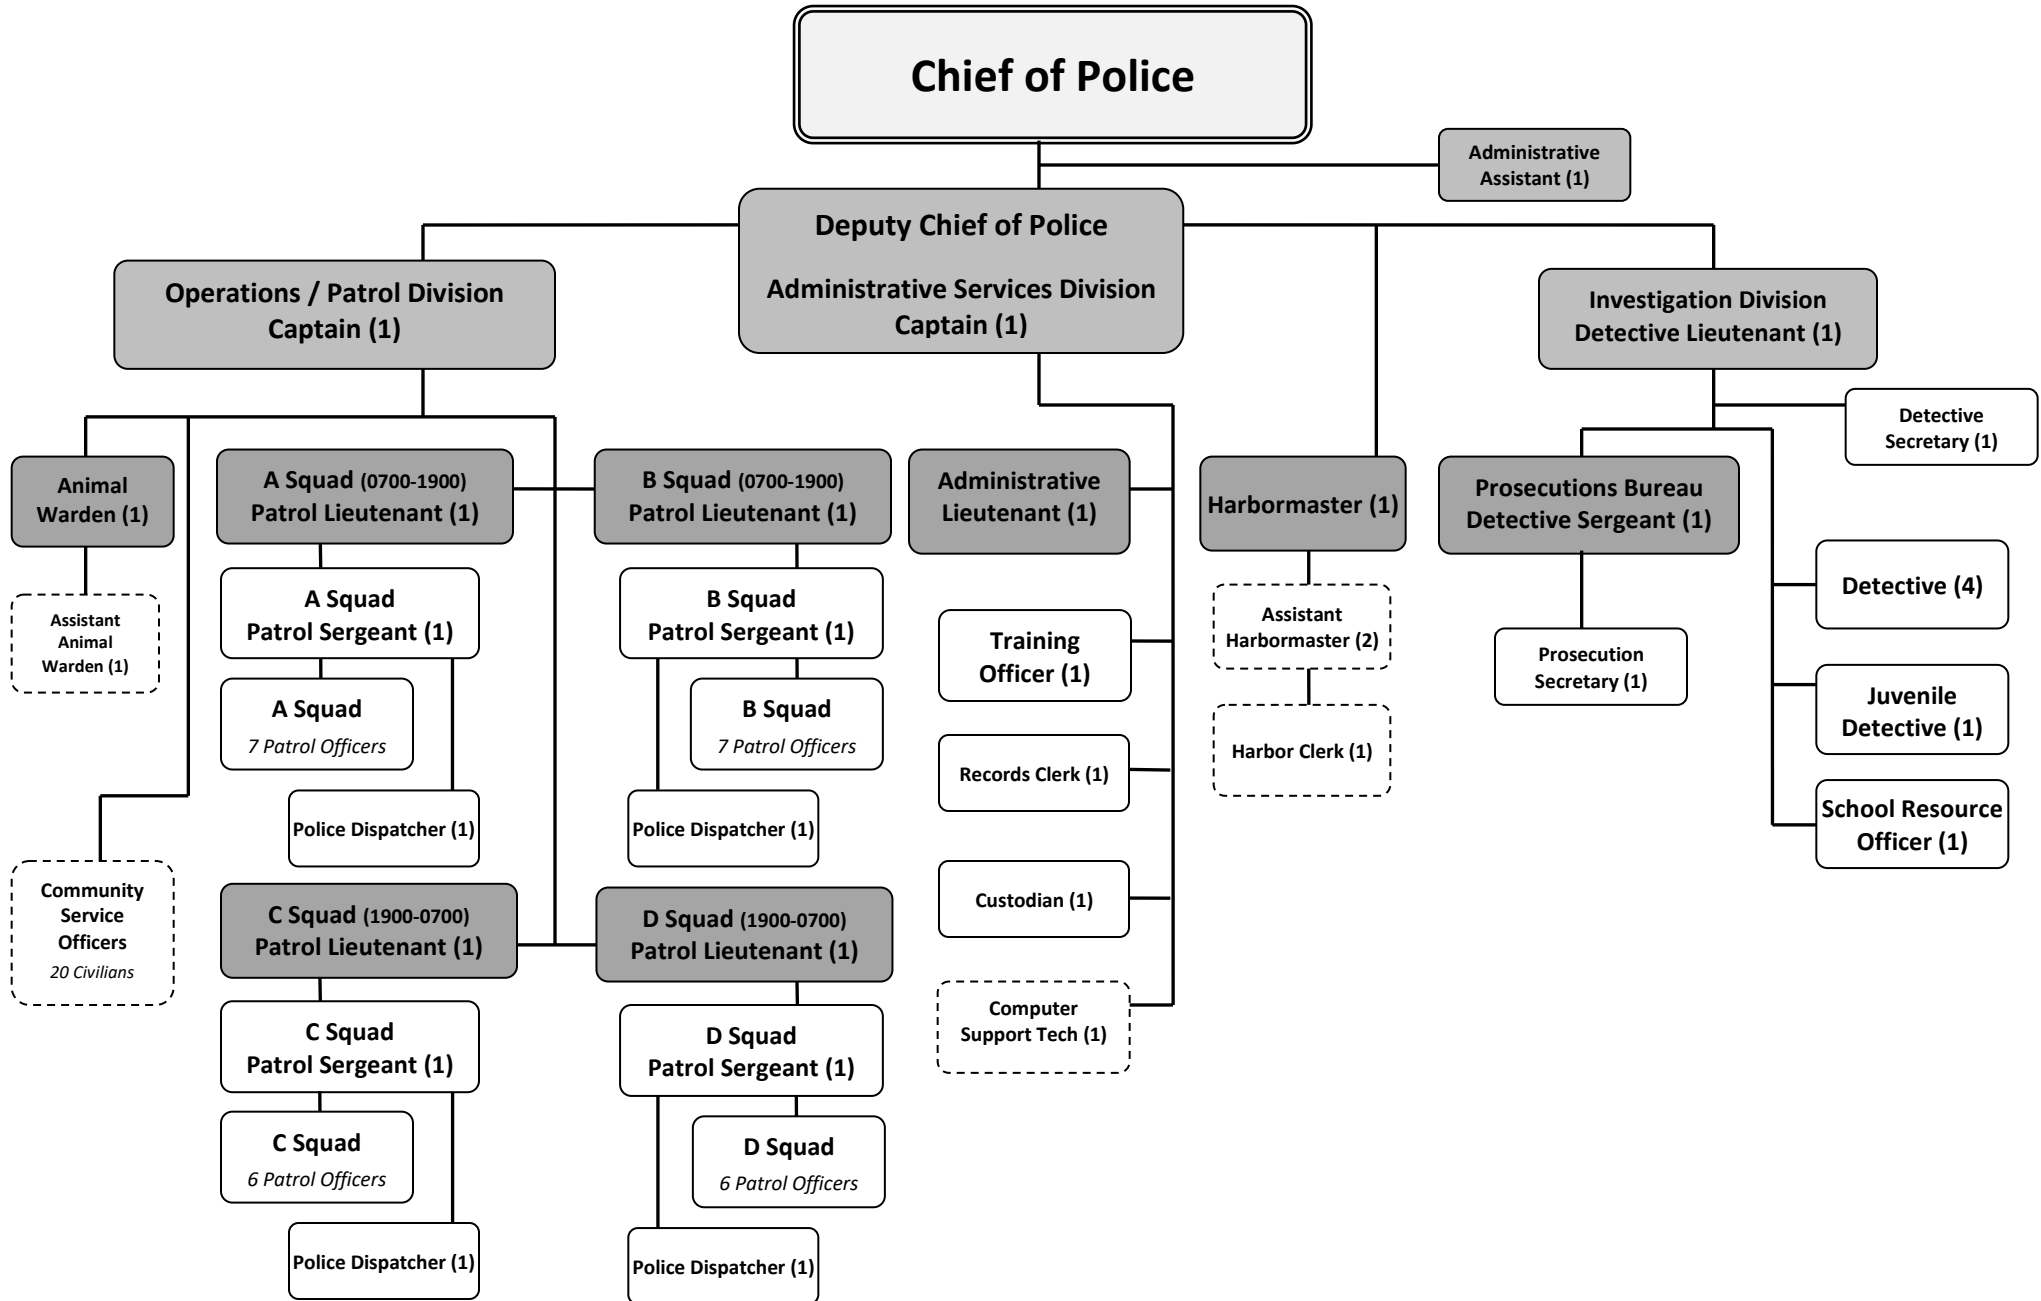 Chief of Police
Administrative
Assistant (1)
Deputy Chief of Police
Administrative Services Division
Captain (1)
Operations / Patrol Division
Captain (1)
Investigation Division
Detective Lieutenant (1)
Detective
Secretary (1)
Animal
Warden (1)
A Squad (0700-1900)
Patrol Lieutenant (1)
B Squad (0700-1900)
Patrol Lieutenant (1)
Administrative
Lieutenant (1)
Harbormaster (1)
Prosecutions Bureau
Detective Sergeant (1)
Assistant
Animal
Warden (1)
A Squad
Patrol Sergeant (1)
B Squad
Patrol Sergeant (1)
Training
Officer (1)
Assistant
Harbormaster (2)
Prosecution
Secretary (1)
Detective (4)
A Squad
7 Patrol Officers
B Squad
7 Patrol Officers
Records Clerk (1)
Harbor Clerk (1)
Juvenile
Detective (1)
Police Dispatcher (1)
Police Dispatcher (1)
School Resource
Officer (1)
Community
Service
Officers
20 Civilians
C Squad (1900-0700)
Patrol Lieutenant (1)
D Squad (1900-0700)
Patrol Lieutenant (1)
Custodian (1)
C Squad
Patrol Sergeant (1)
D Squad
Patrol Sergeant (1)
Computer
Support Tech (1)
C Squad
6 Patrol Officers
D Squad
6 Patrol Officers
Police Dispatcher (1)
Police Dispatcher (1)